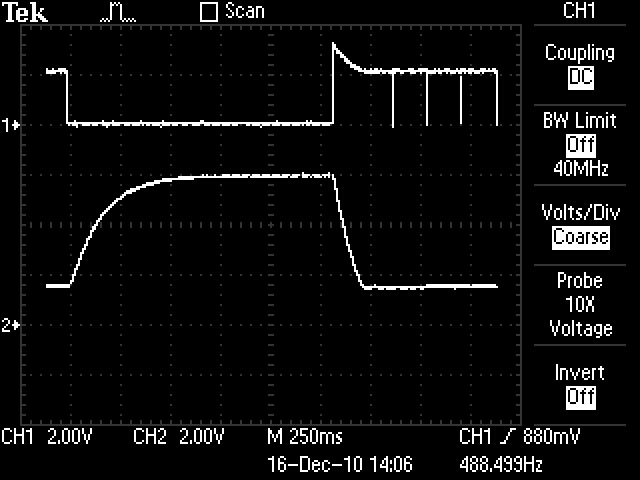 Tek Scan CH1
Coupling
DC
1
BW Limit
Off
40MHz
Volts/Div
Coarse
Probe
10X
2
Voltage
Invert
Off
CH1 2.00V CH2 2.00V M 250ms CH1 880mV
16-Dec-10 14:06 488.499Hz